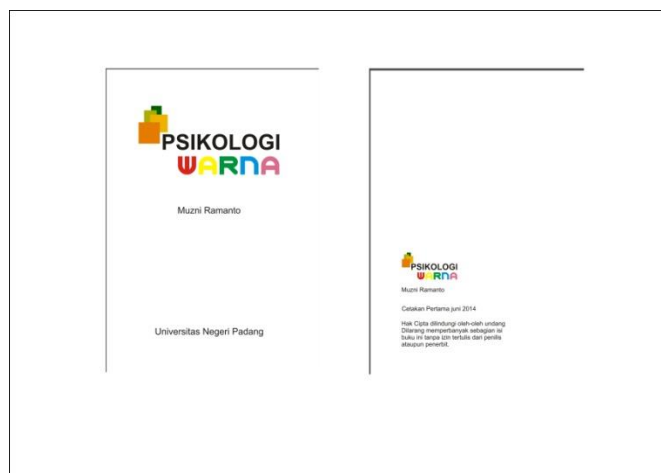 PSIKOLOGI
WARNA
Muzni Ramanto
Universitas Negeri Padang
PSIKOLOGI
WARNA
Muzni Ramanto
Cetakan Pertama juni 2014
Hak Cipta dilindungi oleh-oleh undang
Dilarang memperbanyak sebagian isi
buku ini tanpa izin tertulis dari penilis
ataupun penerbit.